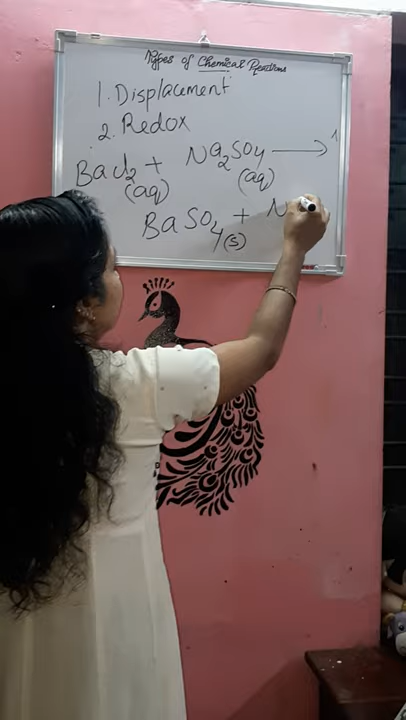 Types of Chemical Reactions
1. Displacement
2. Redox
BaCl2 + Na2SO4 ⟶
(aq) (aq)
BaSO4(s) + N